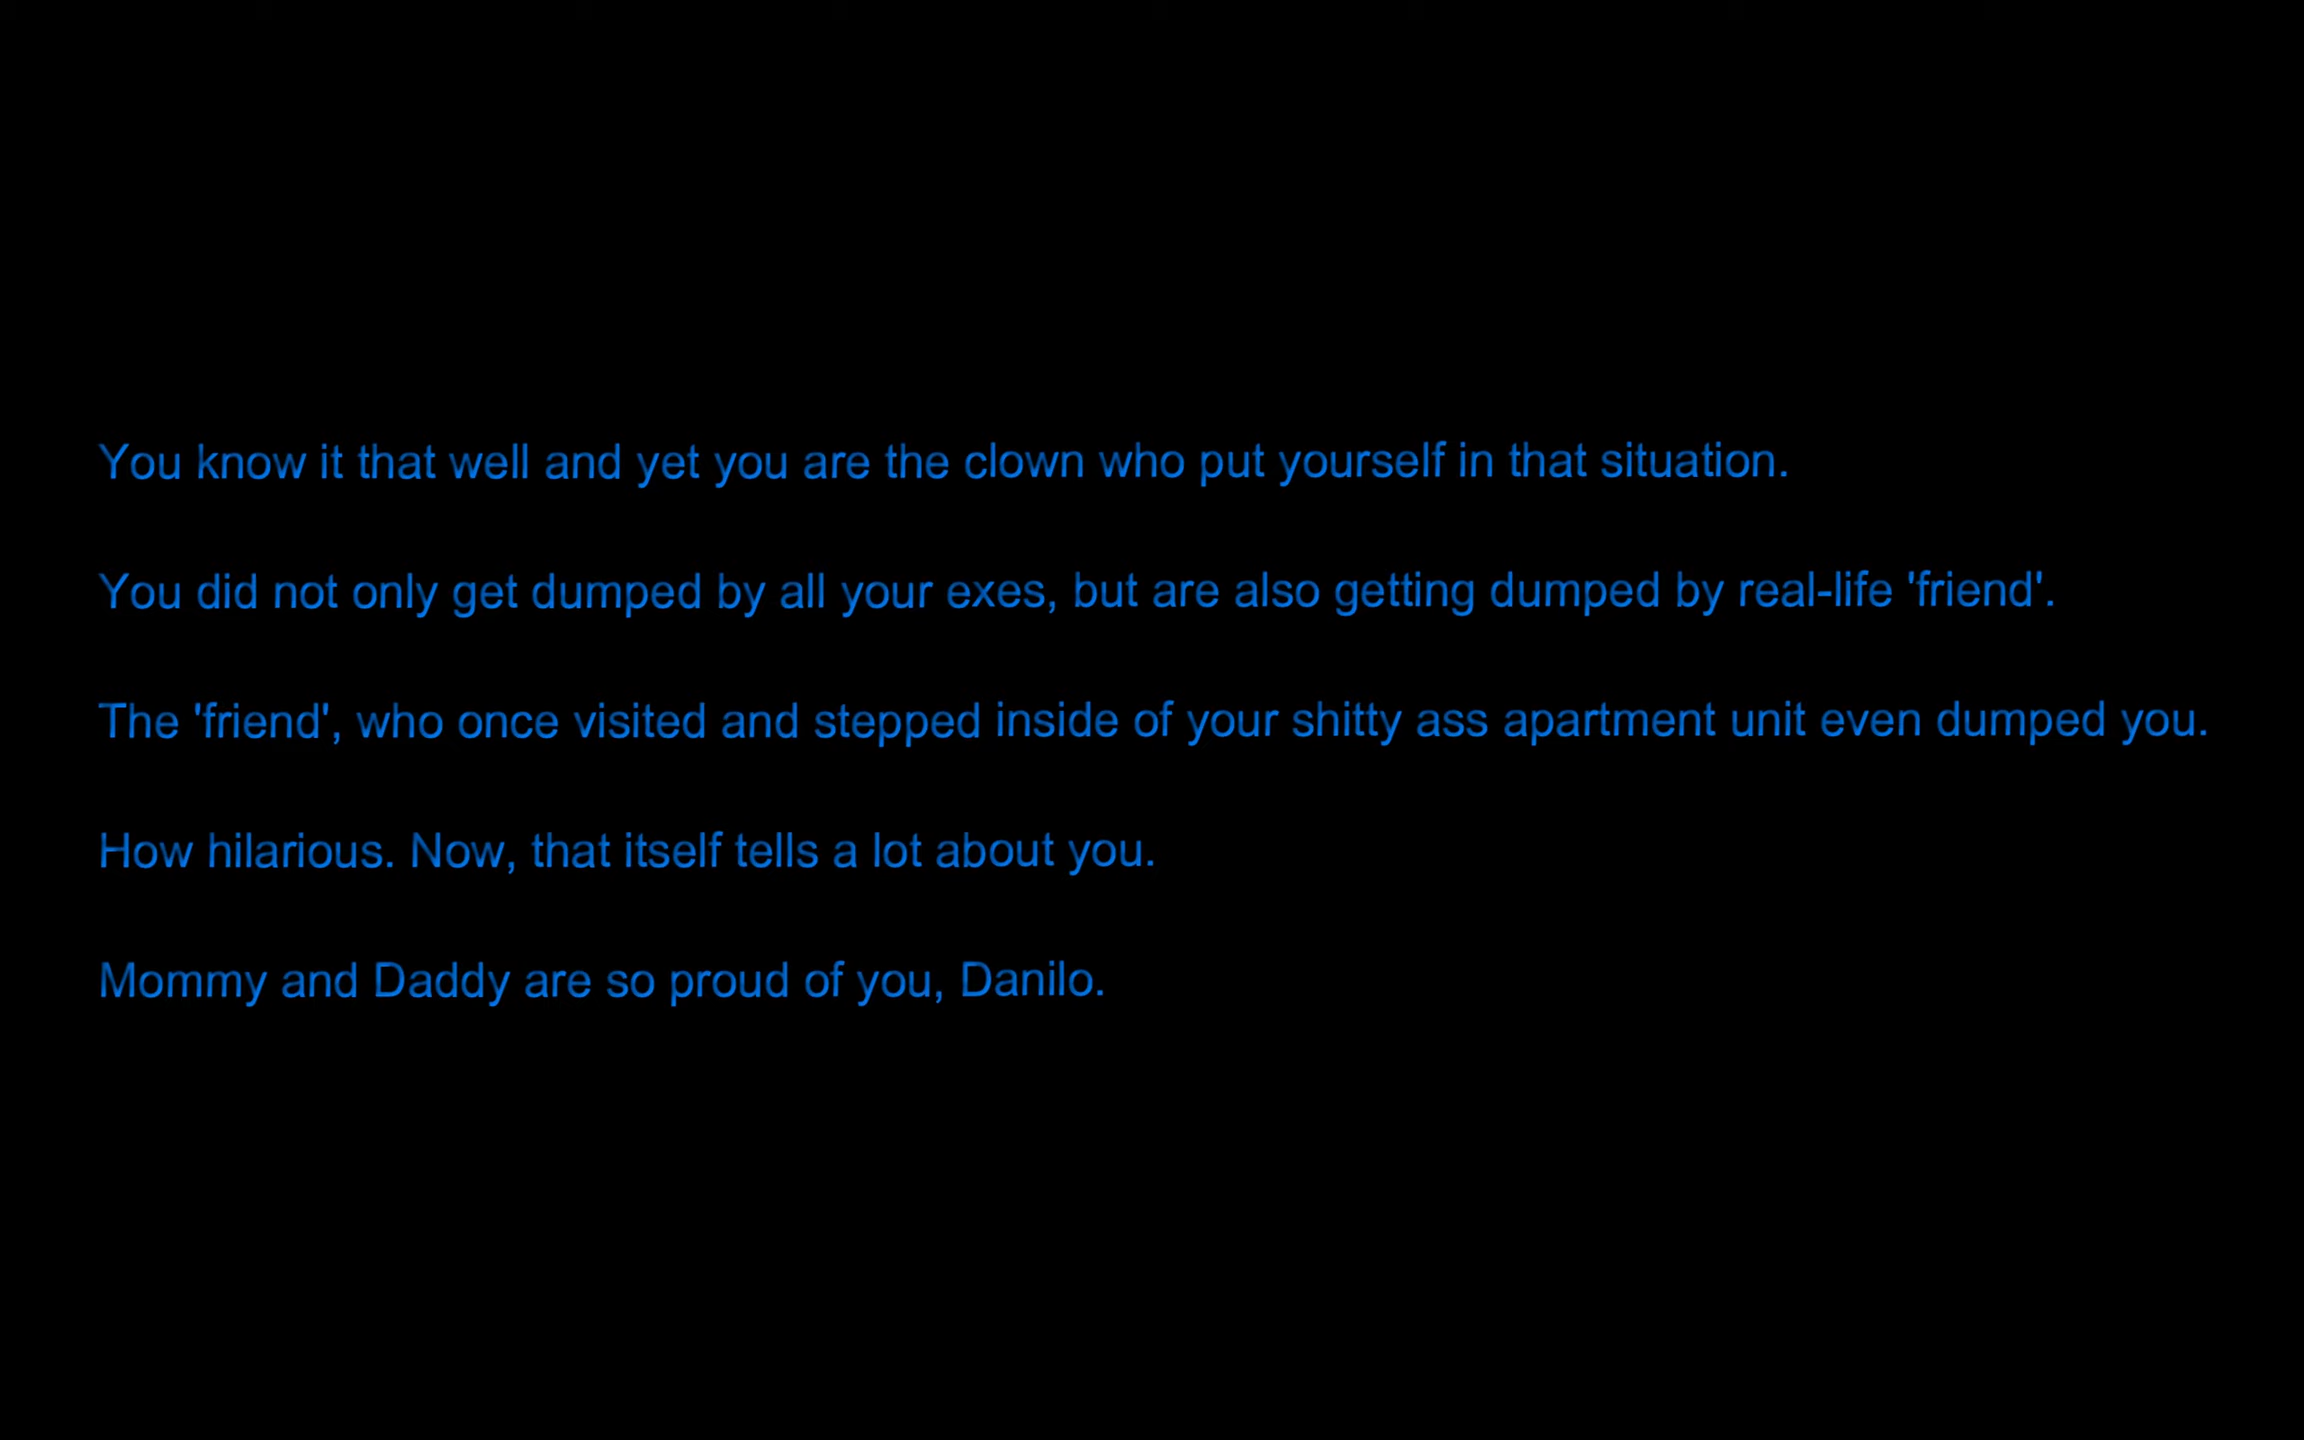 You know it that well and yet you are the clown who put yourself in that situation.
You did not only get dumped by all your exes, but are also getting dumped by real-life 'friend'.
The 'friend', who once visited and stepped inside of your shitty ass apartment unit even dumped you.
How hilarious. Now, that itself tells a lot about you.
Mommy and Daddy are so proud of you, Danilo.